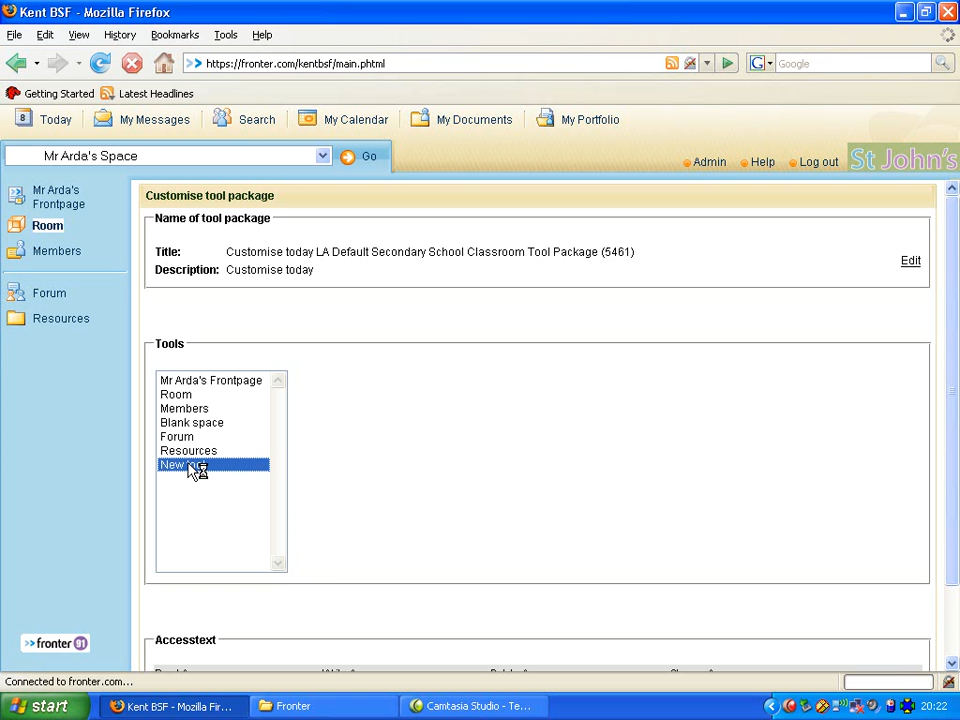 Kent BSF - Mozilla Firefox
File Edit View History Bookmarks Tools Help
https://fronter.com/kentbsf/main.phtml
Google
Getting Started Latest Headlines
8 Today My Messages Search My Calendar My Documents My Portfolio
Mr Arda's Space Go
Admin Help Log out St John's
Mr Arda's Frontpage
Room
Members
Forum
Resources
Customise tool package
Name of tool package
Title: Customise today LA Default Secondary School Classroom Tool Package (5461)
Description: Customise today
Edit
Tools
Mr Arda's Frontpage
Room
Members
Blank space
Forum
Resources
New
Accesstext
>>fronter 91
Connected to fronter.com...
start Kent BSF - Mozilla Fir... Fronter Camtasia Studio - Te... 20:22